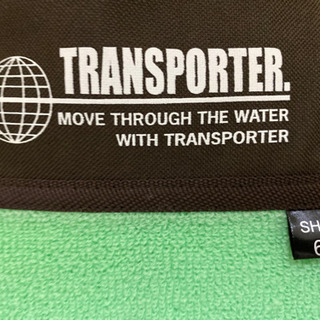 TRANSPORTER.
MOVE THROUGH THE WATER
WITH TRANSPORTER